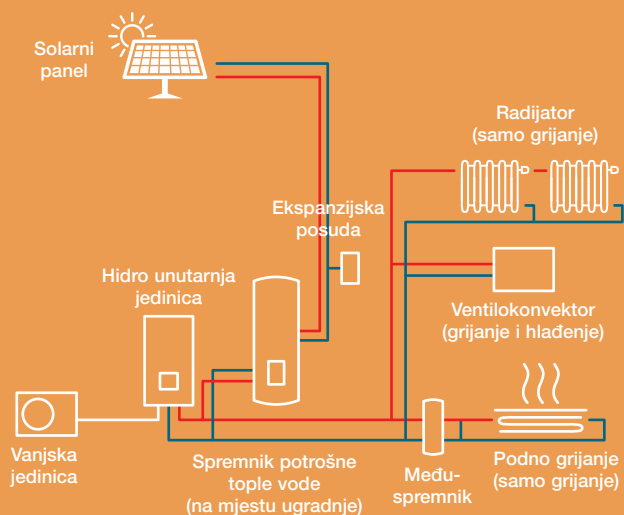 Solarni
panel
Radijator
(samo grijanje)
Ekspanzijska
posuda
Hidro unutarnja
jedinica
Ventilokonvektor
(grijanje i hlađenje)
Vanjska
jedinica
Spremnik potrošne
tople vode
(na mjestu ugradnje)
Među-
spremnik
Podno grijanje
(samo grijanje)